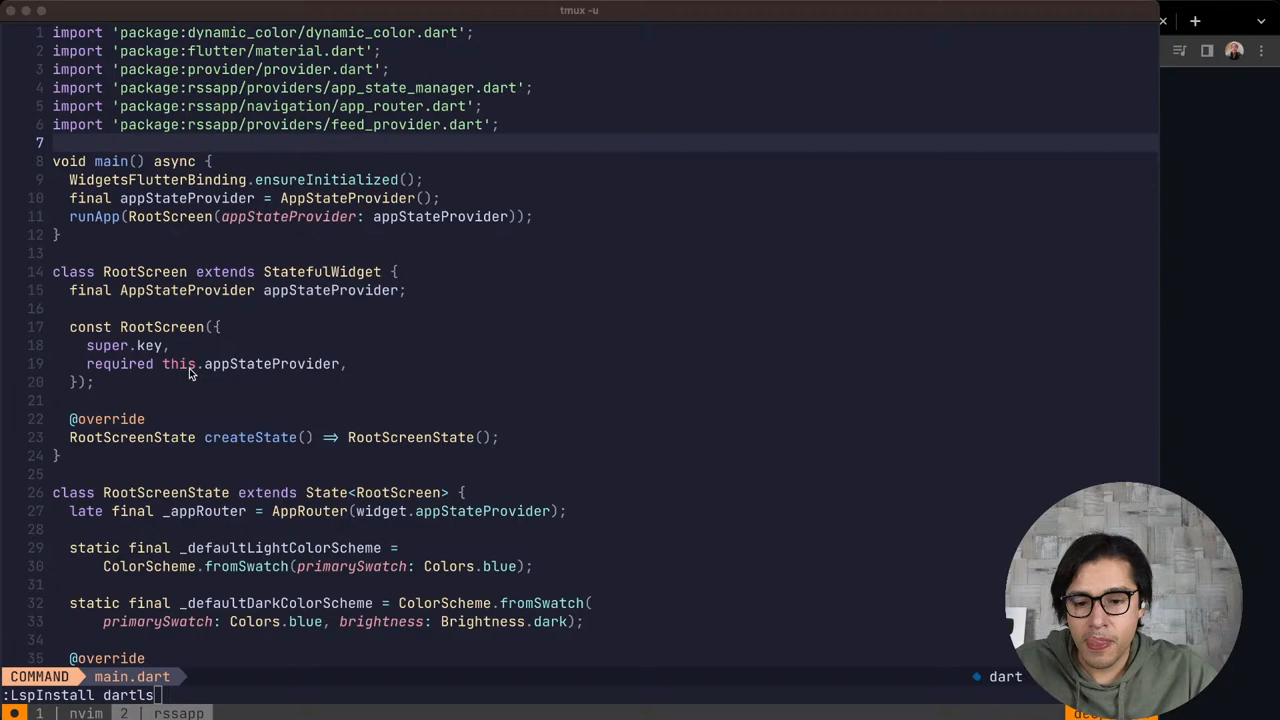 tmux -u
1 import 'package:dynamic_color/dynamic_color.dart';
2 import 'package:flutter/material.dart';
3 import 'package:provider/provider.dart';
4 import 'package:rssapp/providers/app_state_manager.dart';
5 import 'package:rssapp/navigation/app_router.dart';
6 import 'package:rssapp/providers/feed_provider.dart';
7
8 void main() async {
9 WidgetsFlutterBinding.ensureInitialized();
10 final appStateProvider = AppStateProvider();
11 runApp(RootScreen(appStateProvider: appStateProvider));
12 }
13
14 class RootScreen extends StatefulWidget {
15 final AppStateProvider appStateProvider;
16
17 const RootScreen({
18 super.key,
19 required this.appStateProvider,
20 });
21
22 @override
23 RootScreenState createState() ⇒ RootScreenState();
24 }
25
26 class RootScreenState extends State<RootScreen> {
27 late final _appRouter = AppRouter(widget.appStateProvider);
28
29 static final _defaultLightColorScheme =
30 ColorScheme.fromSwatch(primarySwatch: Colors.blue);
31
32 static final _defaultDarkColorScheme = ColorScheme.fromSwatch(
33 primarySwatch: Colors.blue, brightness: Brightness.dark);
34
35 @override
COMMAND main.dart dart
:LspInstall dartls
1 | nvim 2 | rssapp